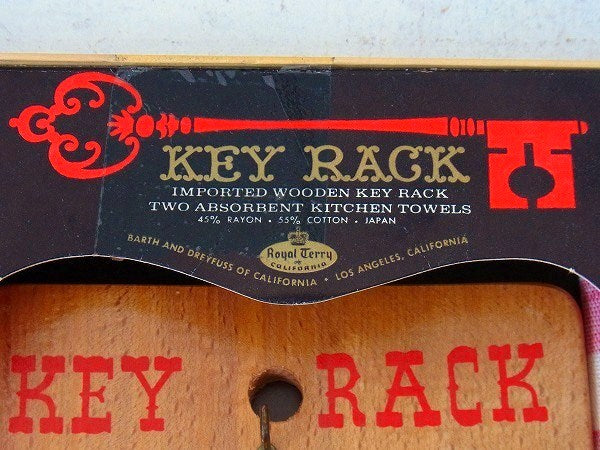 KEY RACK
IMPORTED WOODEN KEY RACK
TWO ABSORBENT KITCHEN TOWELS
45% RAYON • 55% COTTON • JAPAN
Royal Terry
OF
CALIFORNIA
BARTH AND DREYFUSS OF CALIFORNIA • LOS ANGELES, CALIFORNIA
KEY RACK